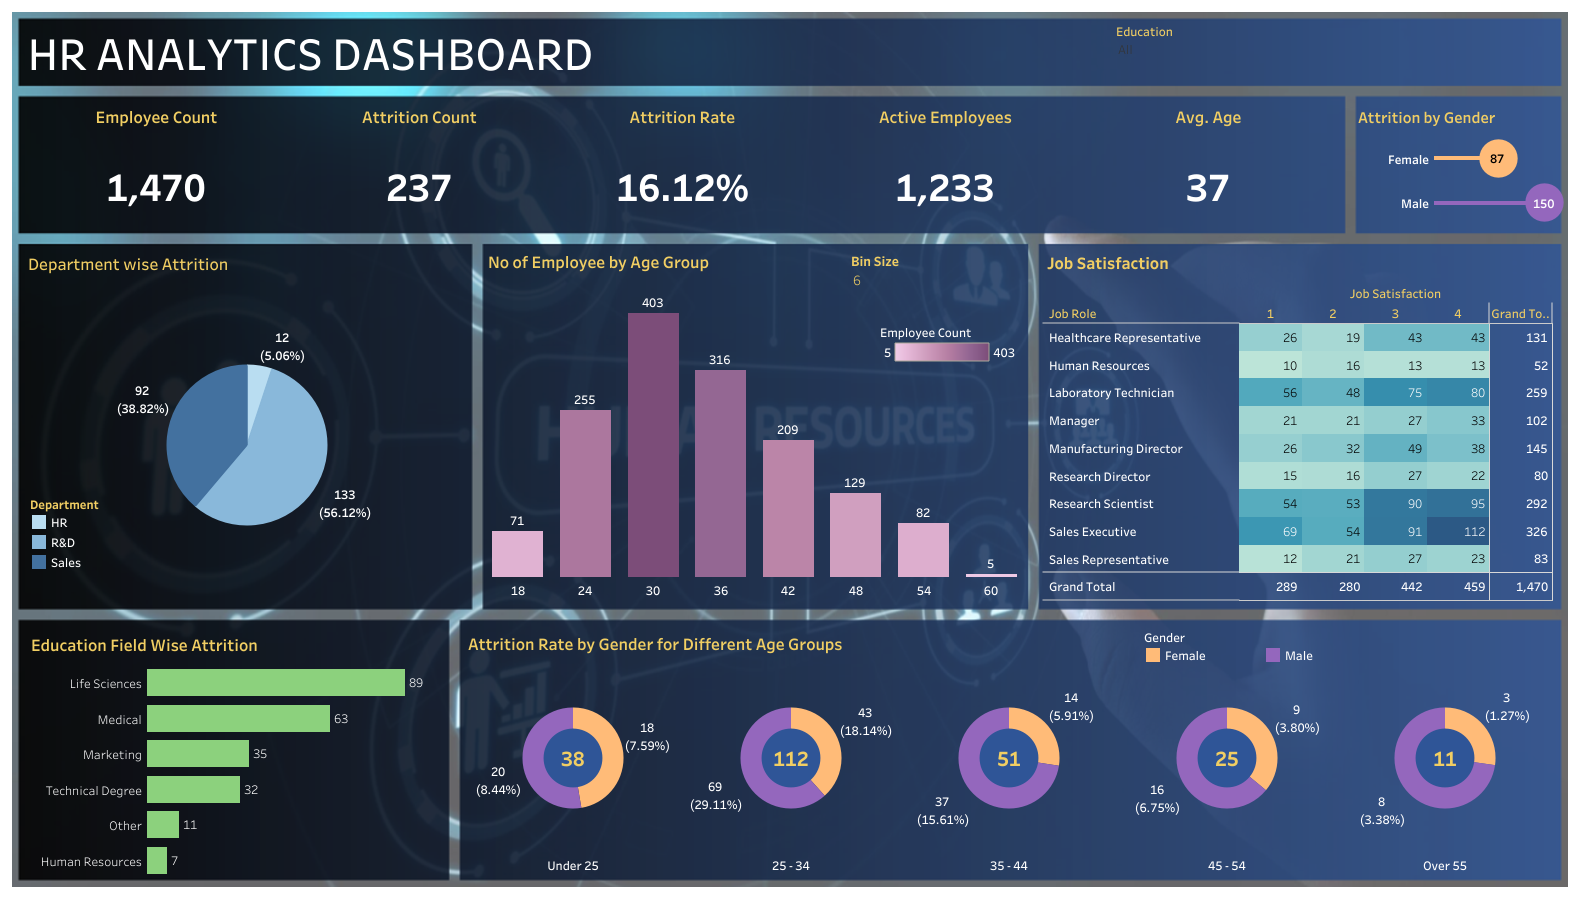 HR ANALYTICS DASHBOARD
Education
All
Employee Count
Attrition Count
Attrition Rate
Active Employees
Avg. Age
1,470
237
16.12%
1,233
37
Attrition by Gender
Female 87
Male 150
Department wise Attrition
12
(5.06%)
92
(38.82%)
133
(56.12%)
Department
HR
R&D
Sales
No of Employee by Age Group
Bin Size
6
Employee Count
5 403
71
255
403
316
209
129
82
5
18 24 30 36 42 48 54 60
HUMAN RESOURCES
Job Satisfaction
Job Satisfaction
Job Role 1 2 3 4 Grand To..
Healthcare Representative 26 19 43 43 131
Human Resources 10 16 13 13 52
Laboratory Technician 56 48 75 80 259
Manager 21 21 27 33 102
Manufacturing Director 26 32 49 38 145
Research Director 15 16 27 22 80
Research Scientist 54 53 90 95 292
Sales Executive 69 54 91 112 326
Sales Representative 12 21 27 23 83
Grand Total 289 280 442 459 1,470
Education Field Wise Attrition
Life Sciences 89
Medical 63
Marketing 35
Technical Degree 32
Other 11
Human Resources 7
Attrition Rate by Gender for Different Age Groups
Gender
Female Male
18
(7.59%)
38
20
(8.44%)
Under 25
43
(18.14%)
112
69
(29.11%)
25 - 34
14
(5.91%)
51
37
(15.61%)
35 - 44
9
(3.80%)
25
16
(6.75%)
45 - 54
3
(1.27%)
11
8
(3.38%)
Over 55